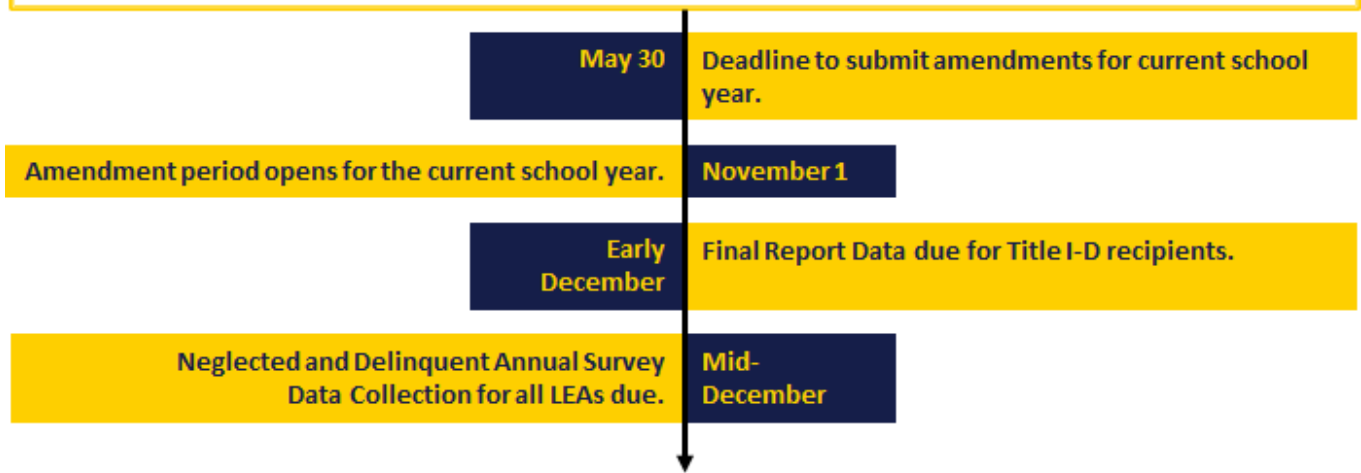 May 30
Deadline to submit amendments for current school
year.
Amendment period opens for the current school year.
November 1
Early
December
Final Report Data due for Title I-D recipients.
Neglected and Delinquent Annual Survey
Data Collection for all LEAs due.
Mid-
December